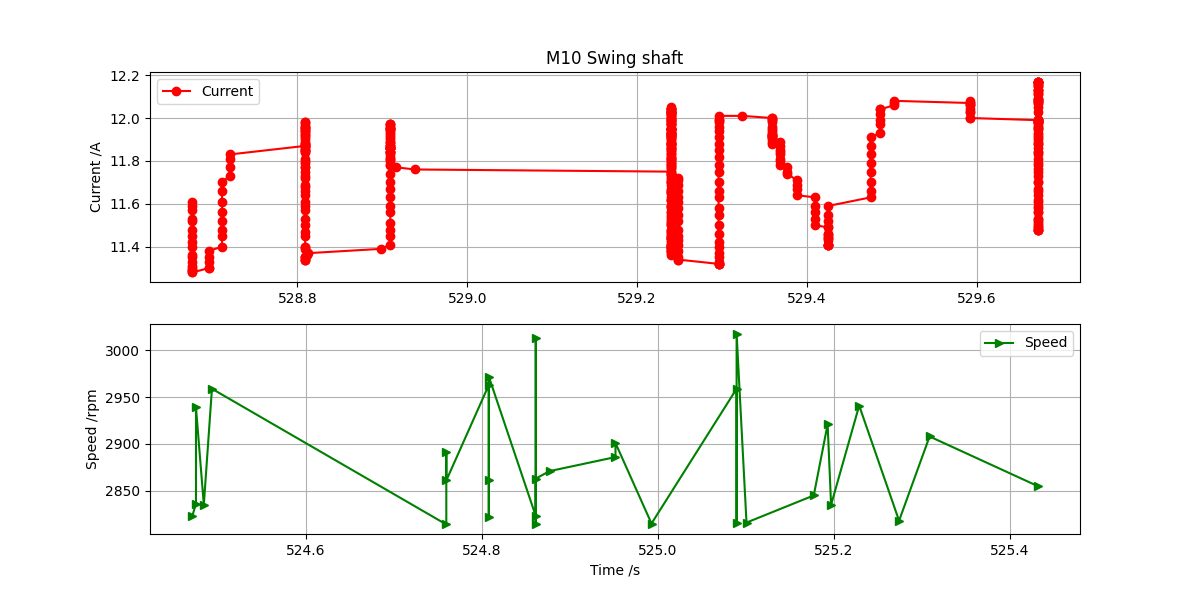 M10 Swing shaft
12.2
12.0
11.8
11.6
11.4
Current /A
Current
528.8 529.0 529.2 529.4 529.6
3000
2950
2900
2850
Speed /rpm
Speed
524.6 524.8 525.0 525.2 525.4
Time /s